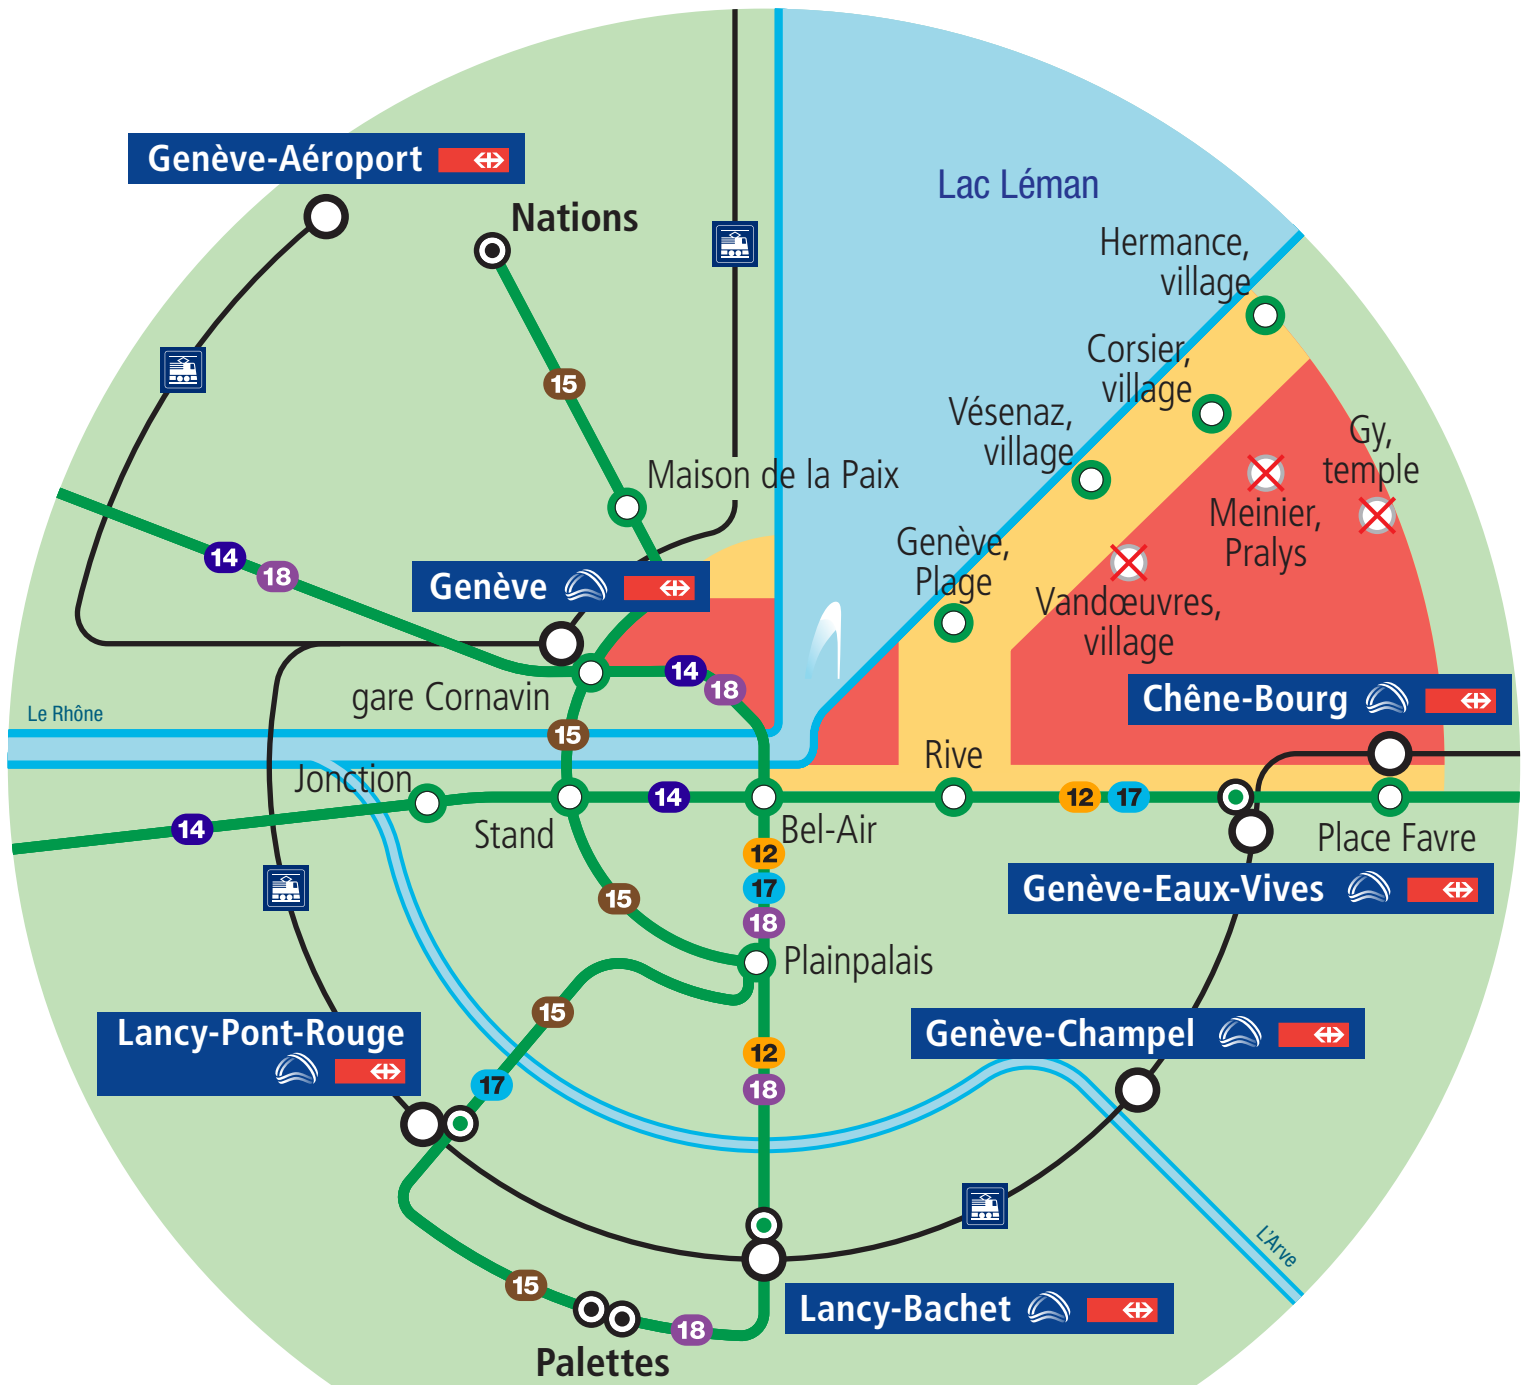 Genève-Aéroport
Nations
Lac Léman
Hermance,
village
Corsier,
village
15
Vésenaz,
village
Gy,
temple
Maison de la Paix
Meinier,
Pralys
14
18
Genève
Genève,
Plage
Vandœuvres,
village
gare Cornavin
14
18
Chêne-Bourg
Le Rhône
15
Rive
Jonction
14
12
17
14
Stand
Bel-Air
Place Favre
12
17
18
Genève-Eaux-Vives
15
Plainpalais
15
Lancy-Pont-Rouge
Genève-Champel
12
17
18
L'Arve
15
18
Lancy-Bachet
Palettes